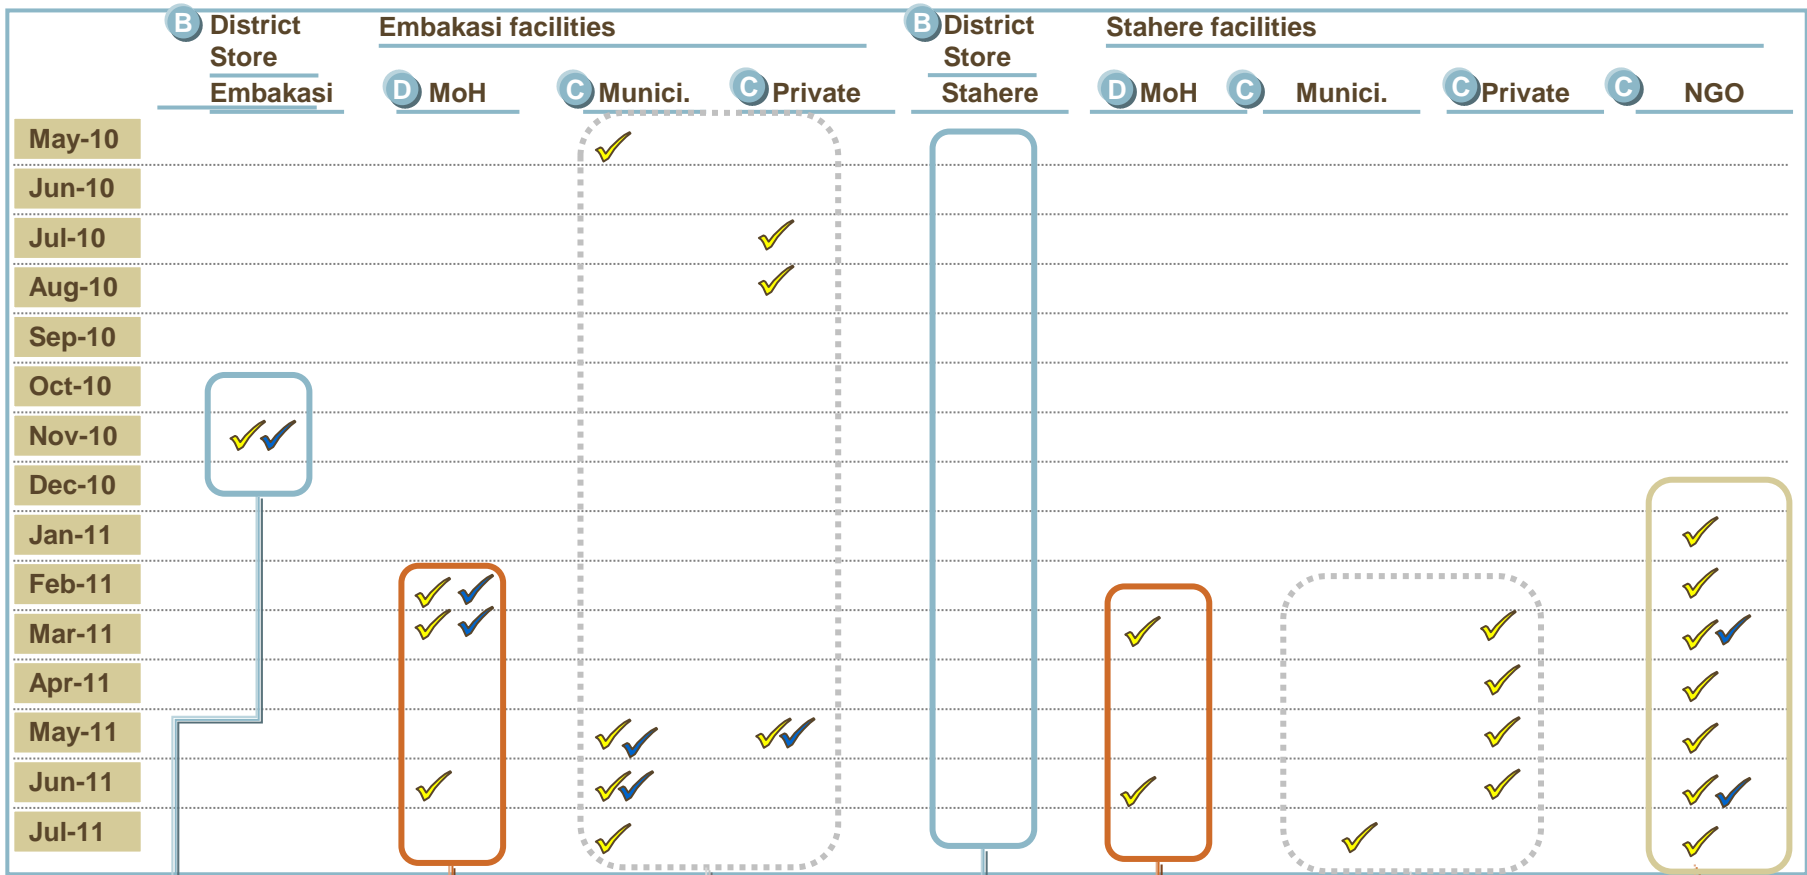 B District Store Embakasi
Embakasi facilities
D MoH
C Munici.
C Private
B District Store Stahere
Stahere facilities
D MoH
C Munici.
C Private
C NGO
May-10
Jun-10
Jul-10
Aug-10
Sep-10
Oct-10
Nov-10
Dec-10
Jan-11
Feb-11
Mar-11
Apr-11
May-11
Jun-11
Jul-11